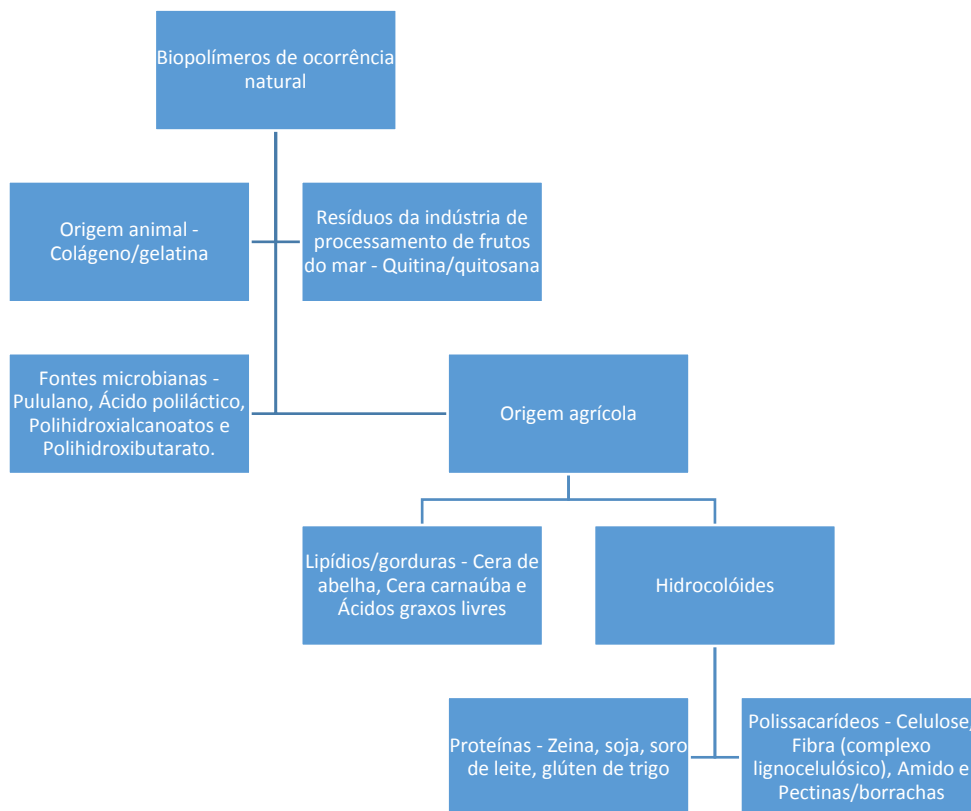 Biopolímeros de ocorrência
natural
Origem animal -
Colágeno/gelatina
Resíduos da indústria de
processamento de frutos
do mar - Quitina/quitosana
Fontes microbianas -
Pululano, Ácido poliláctico,
Polihidroxialcanoatos e
Polihidroxibutarato.
Origem agrícola
Lipídios/gorduras - Cera de
abelha, Cera carnaúba e
Ácidos graxos livres
Hidrocolóides
Proteínas - Zeina, soja, soro
de leite, glúten de trigo
Polissacarídeos - Celulose,
Fibra (complexo
lignocelulósico), Amido e
Pectinas/borrachas